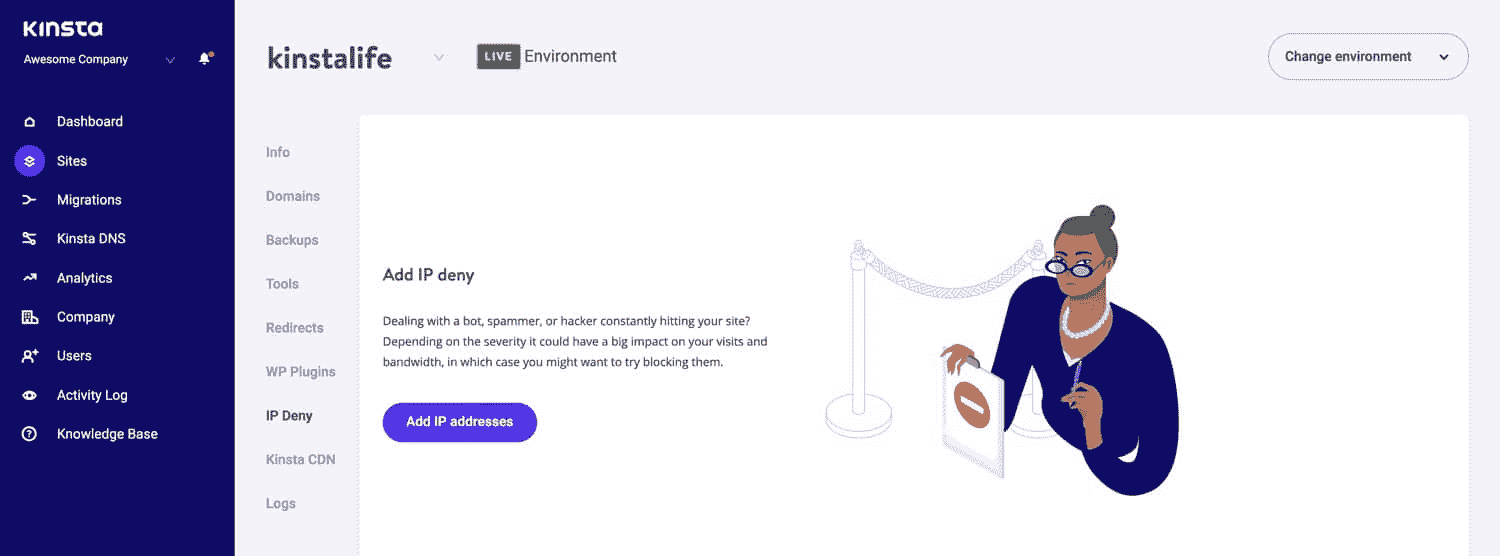 KINSTA
Awesome Company
Dashboard
Sites
Migrations
Kinsta DNS
Analytics
Company
Users
Activity Log
Knowledge Base
kinstalife
LIVE Environment
Change environment
Info
Domains
Backups
Tools
Redirects
WP Plugins
IP Deny
Kinsta CDN
Logs
Add IP deny
Dealing with a bot, spammer, or hacker constantly hitting your site?
Depending on the severity it could have a big impact on your visits and
bandwidth, in which case you might want to try blocking them.
Add IP addresses